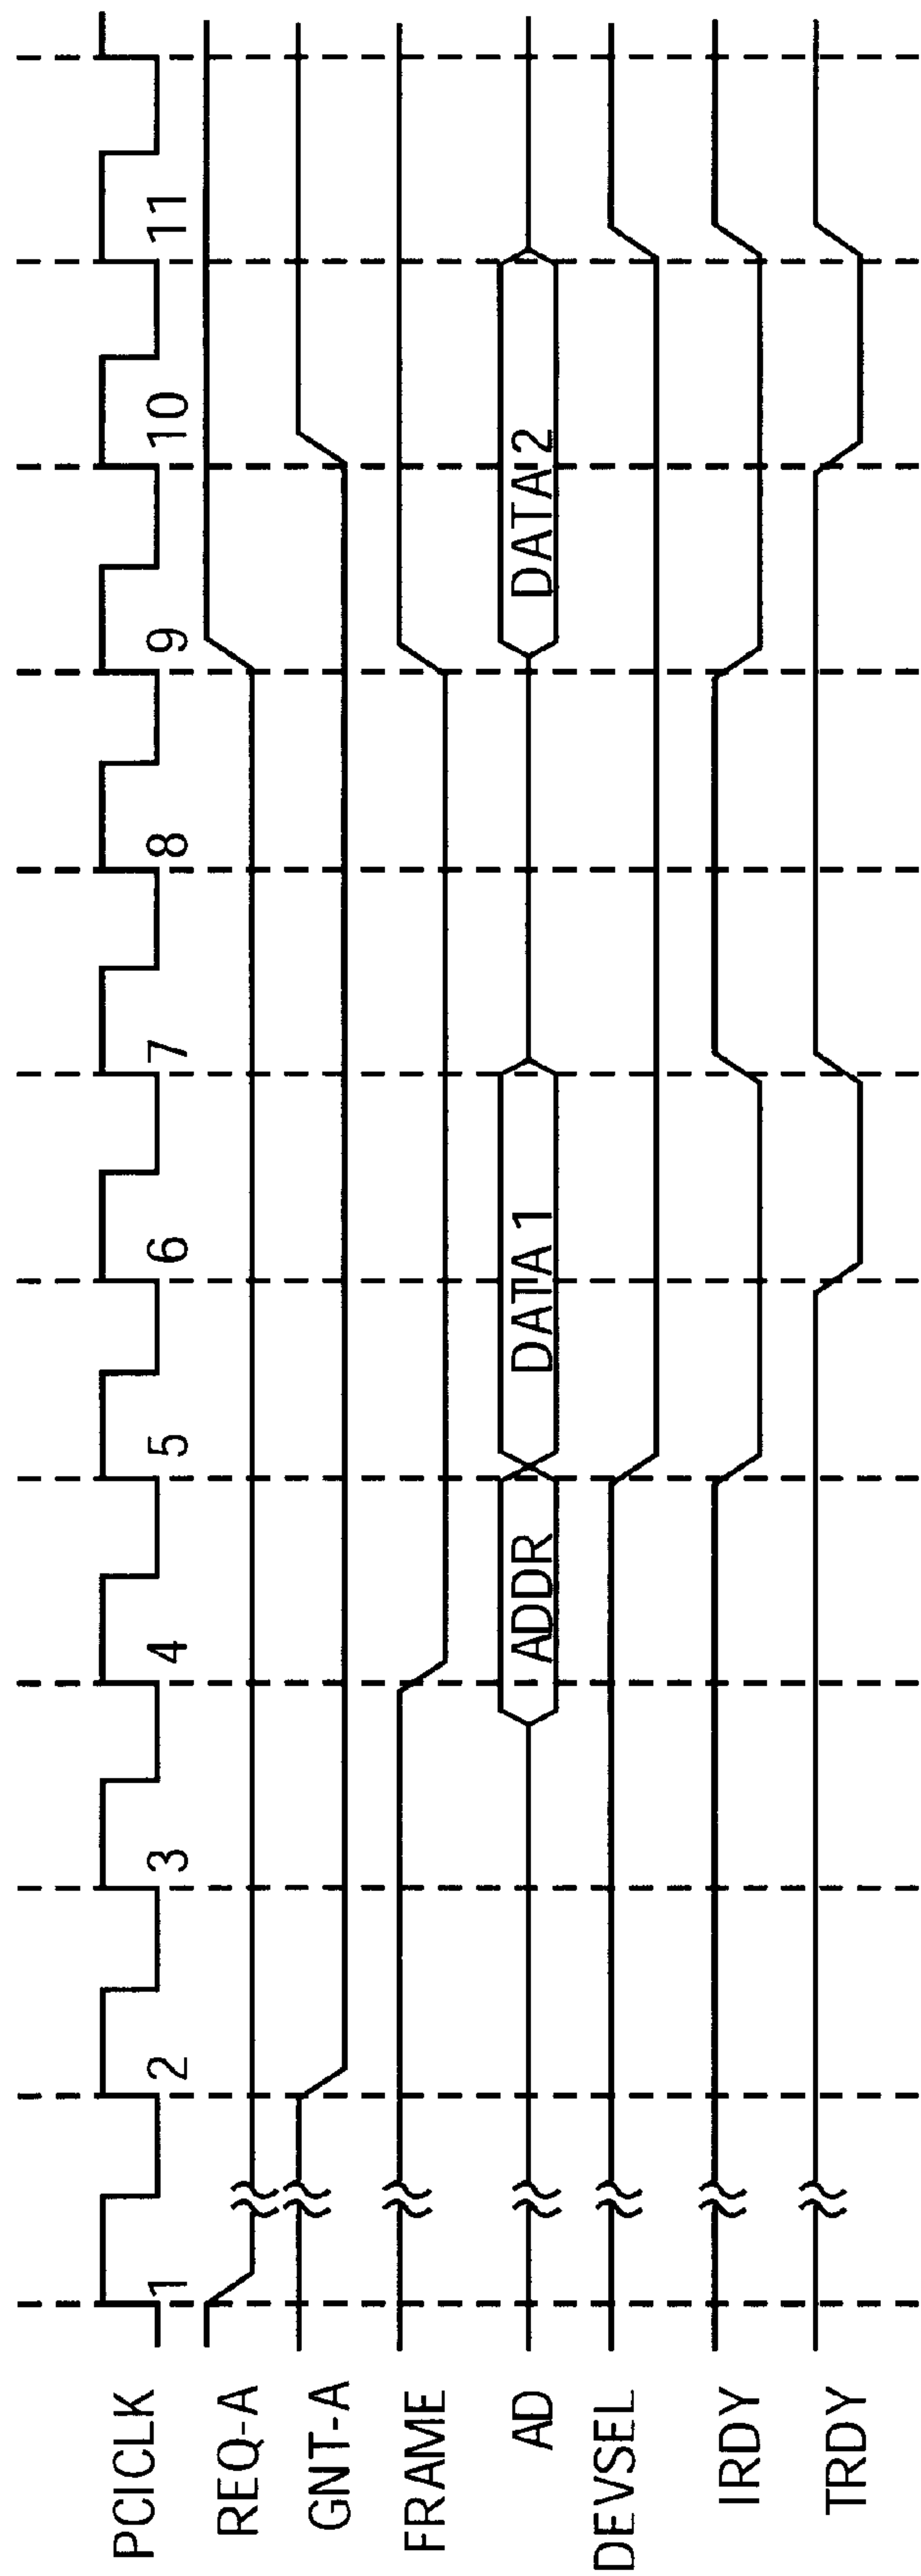 PCICLK
1 2 3 4 5 6 7 8 9 10 11
REQ-A
GNT-A
FRAME
AD ADDR DATA 1 DATA 2
DEVSEL
IRDY
TRDY